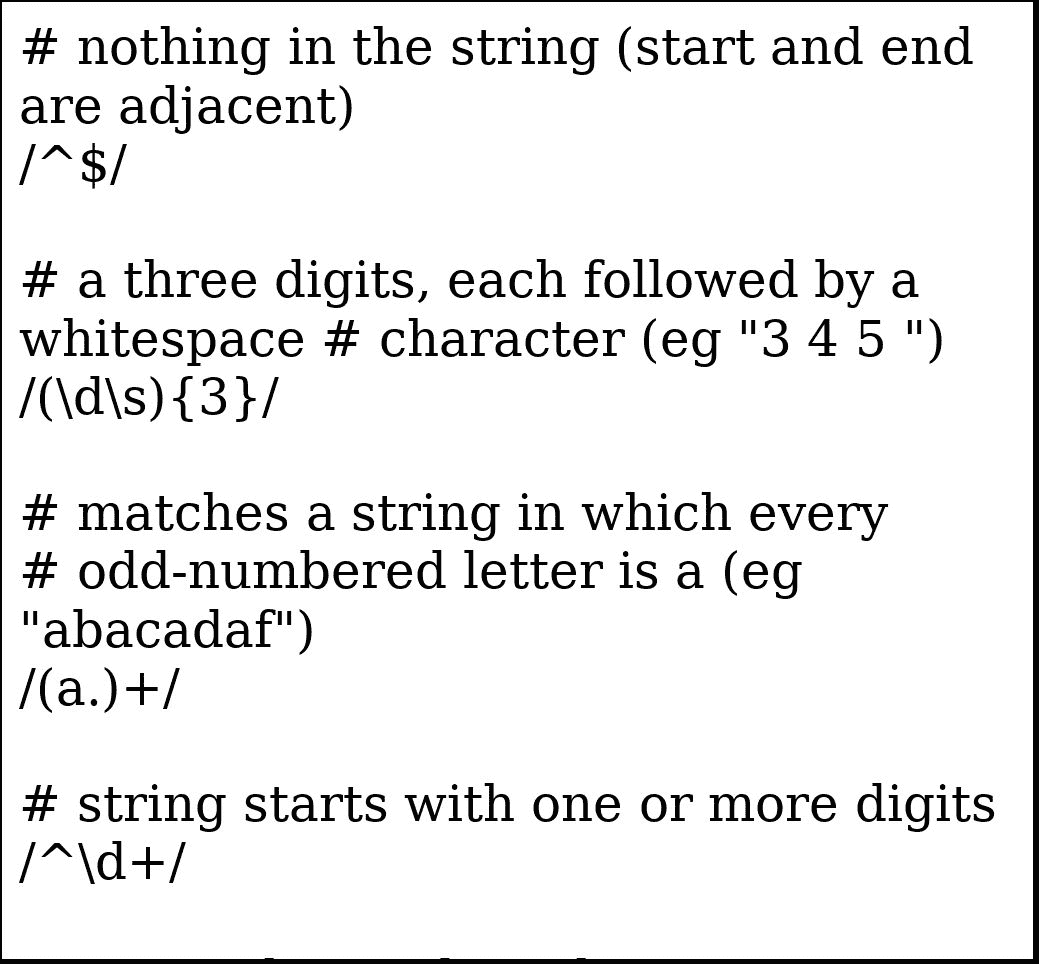 # nothing in the string (start and end
are adjacent)
/^$/
# a three digits, each followed by a
whitespace # character (eg "3 4 5 ")
/(\d\s){3}/
# matches a string in which every
# odd-numbered letter is a (eg
"abacadaf")
/(a.)+/
# string starts with one or more digits
/^\d+/